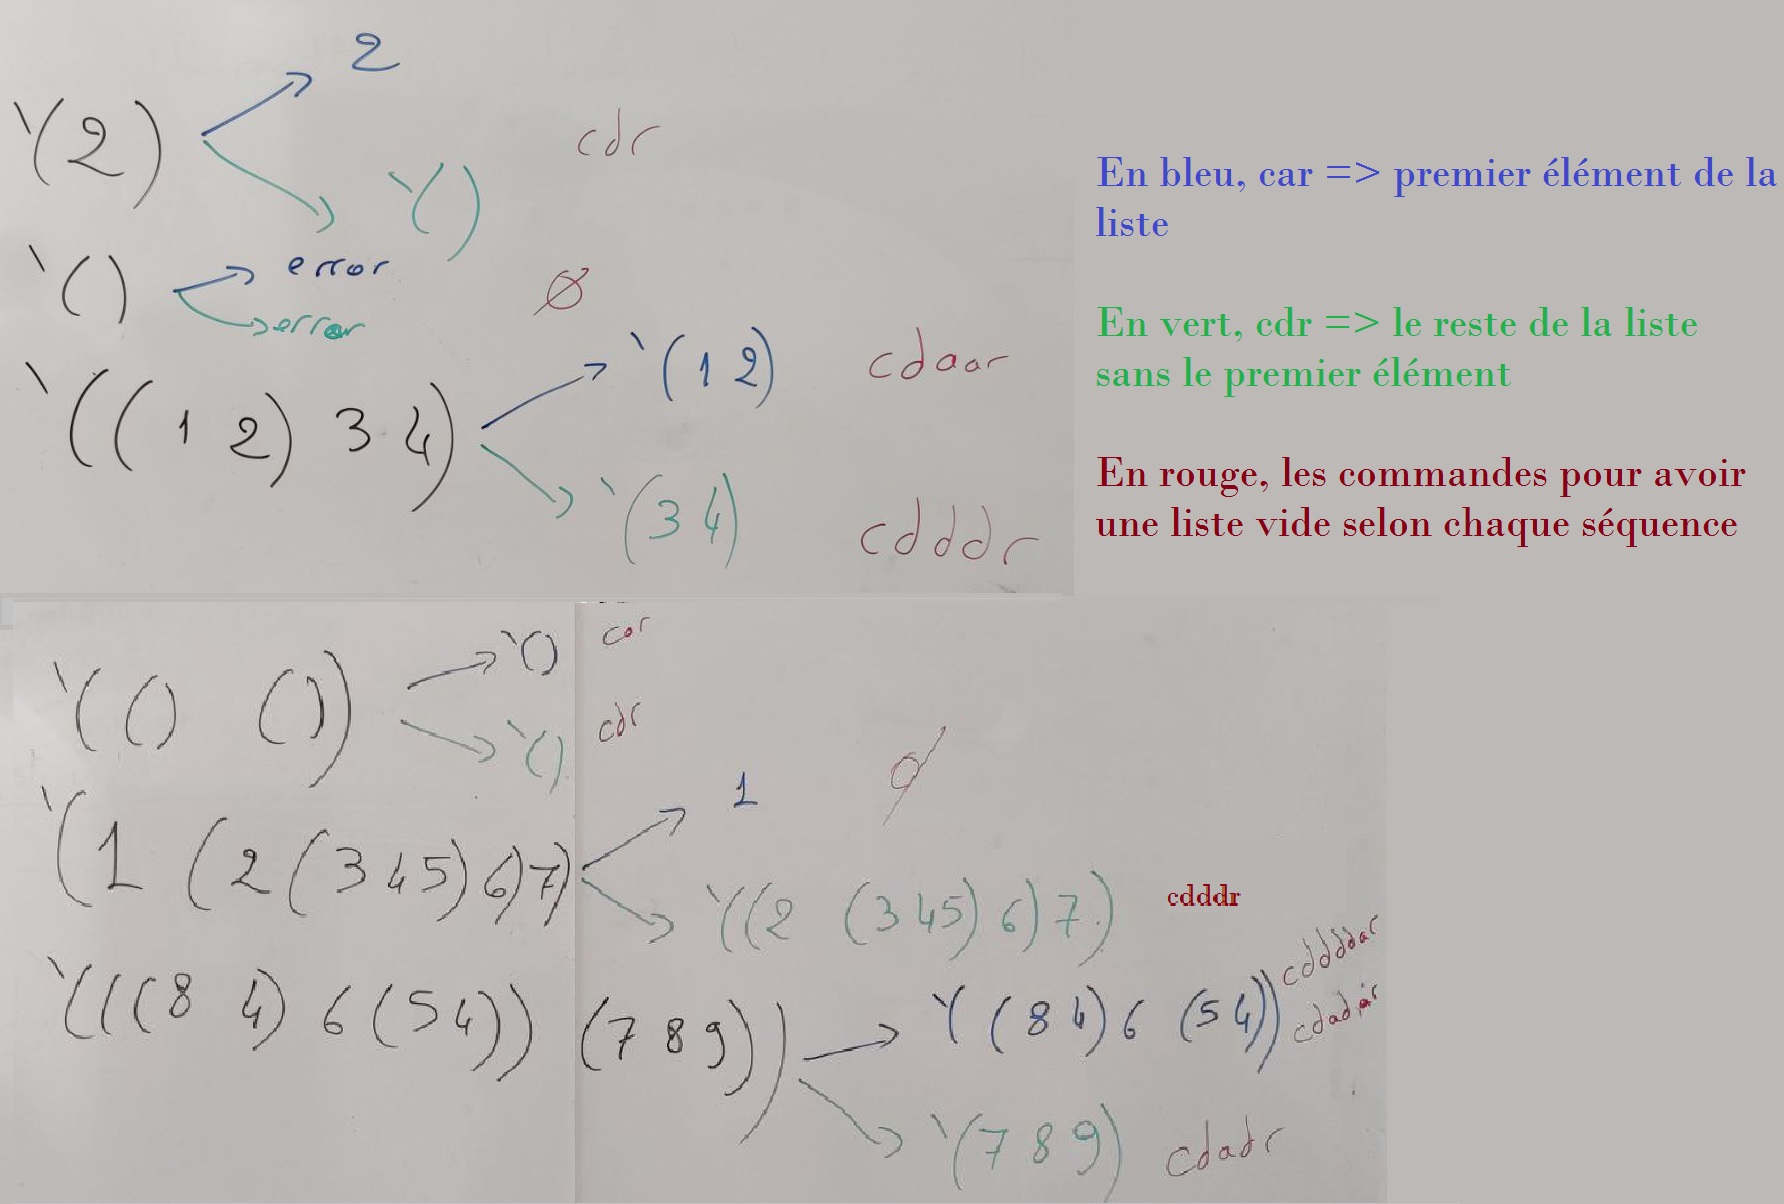 2
`(2)
cdr
`()
`()
error
error
Ø
`((1 2) 3 4)
`(1 2)
cdaar
`(3 4)
cdddr
En bleu, car => premier élément de la
liste
En vert, cdr => le reste de la liste
sans le premier élément
En rouge, les commandes pour avoir
une liste vide selon chaque séquence
`(() ())
`()
car
`()
cdr
`(1 (2 (3 4 5) 6) 7)
1
Ø
`((2 (3 4 5) 6) 7)
cdddr
`(((8 4) 6 (5 4)) (7 8 9))
`((8 4) 6 (5 4))
cdadar
`(7 8 9)
cdadr